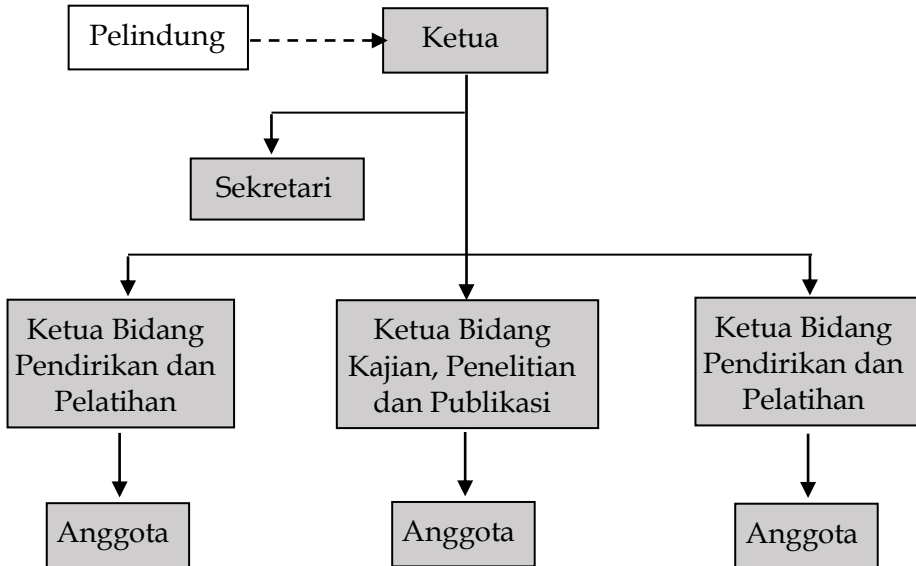 Pelindung
Ketua
Sekretari
Ketua Bidang
Pendirikan dan
Pelatihan
Ketua Bidang
Kajian, Penelitian
dan Publikasi
Ketua Bidang
Pendirikan dan
Pelatihan
Anggota
Anggota
Anggota